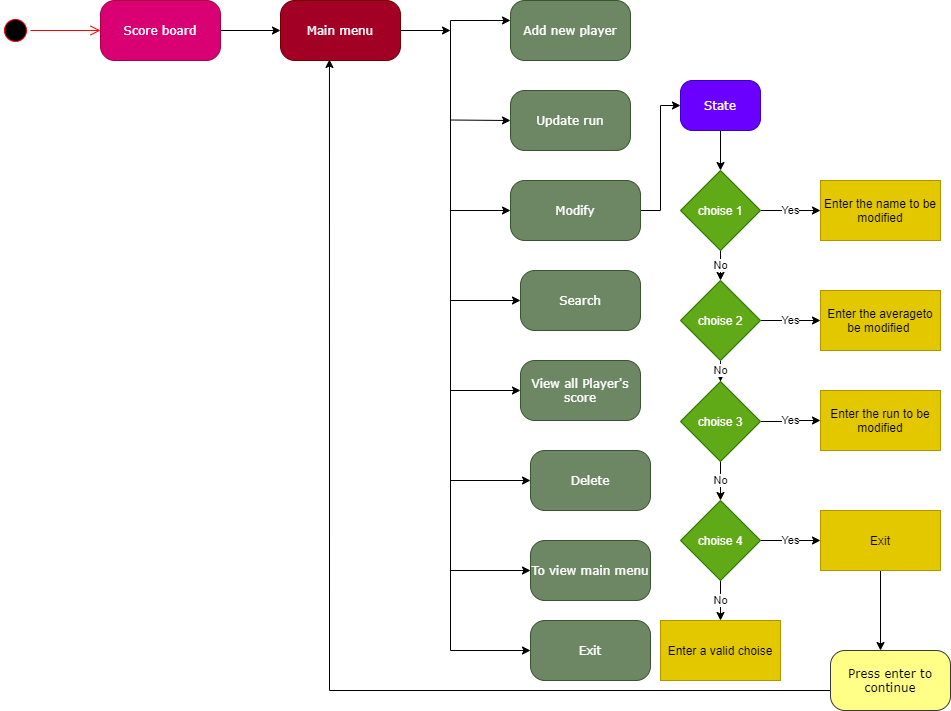 Score board
Main menu
Add new player
Update run
Modify
Search
View all Player's
score
Delete
To view main menu
Exit
State
choise 1
Yes
Enter the name to be
modified
No
choise 2
Yes
Enter the averageto
be modified
No
choise 3
Yes
Enter the run to be
modified
No
choise 4
Yes
Exit
No
Enter a valid choise
Press enter to
continue